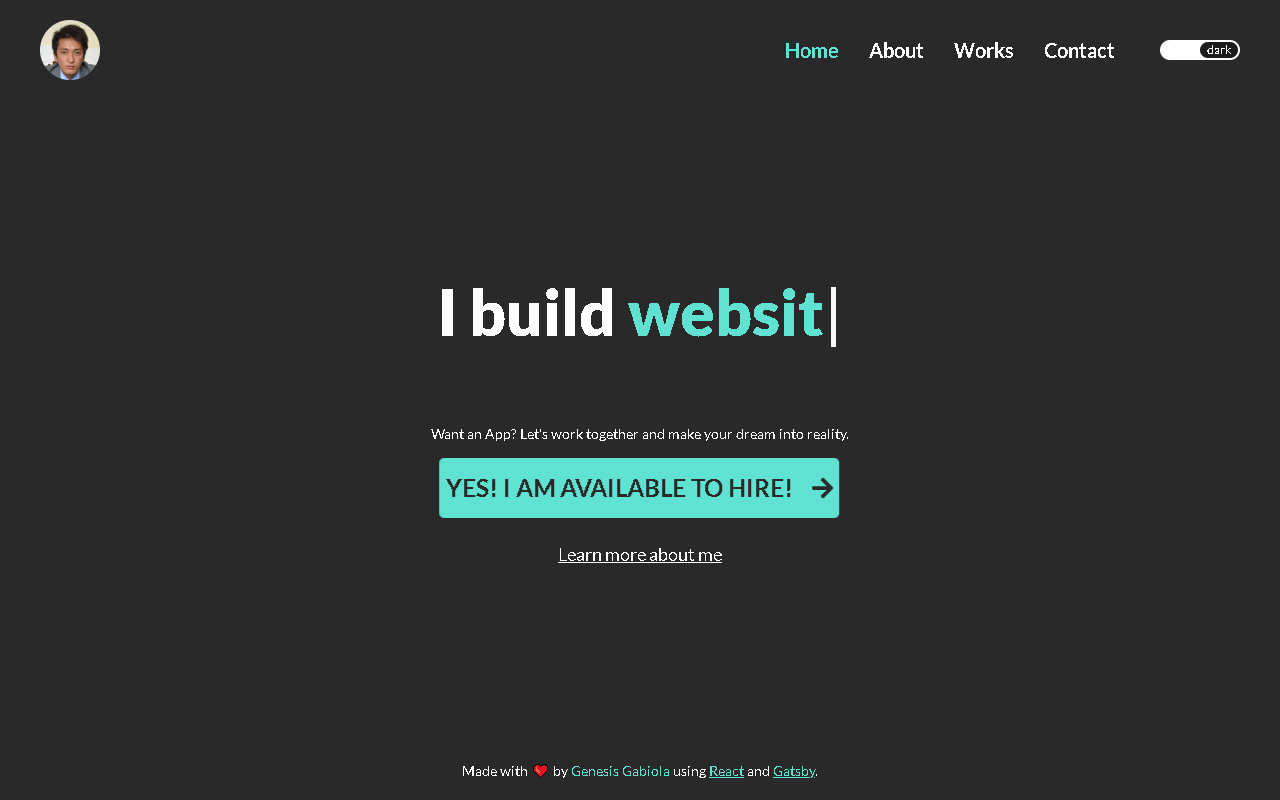 Home About Works Contact dark
I build websit
Want an App? Let's work together and make your dream into reality.
YES! I AM AVAILABLE TO HIRE!
Learn more about me
Made with ❤️ by Genesis Gabiola using React and Gatsby.